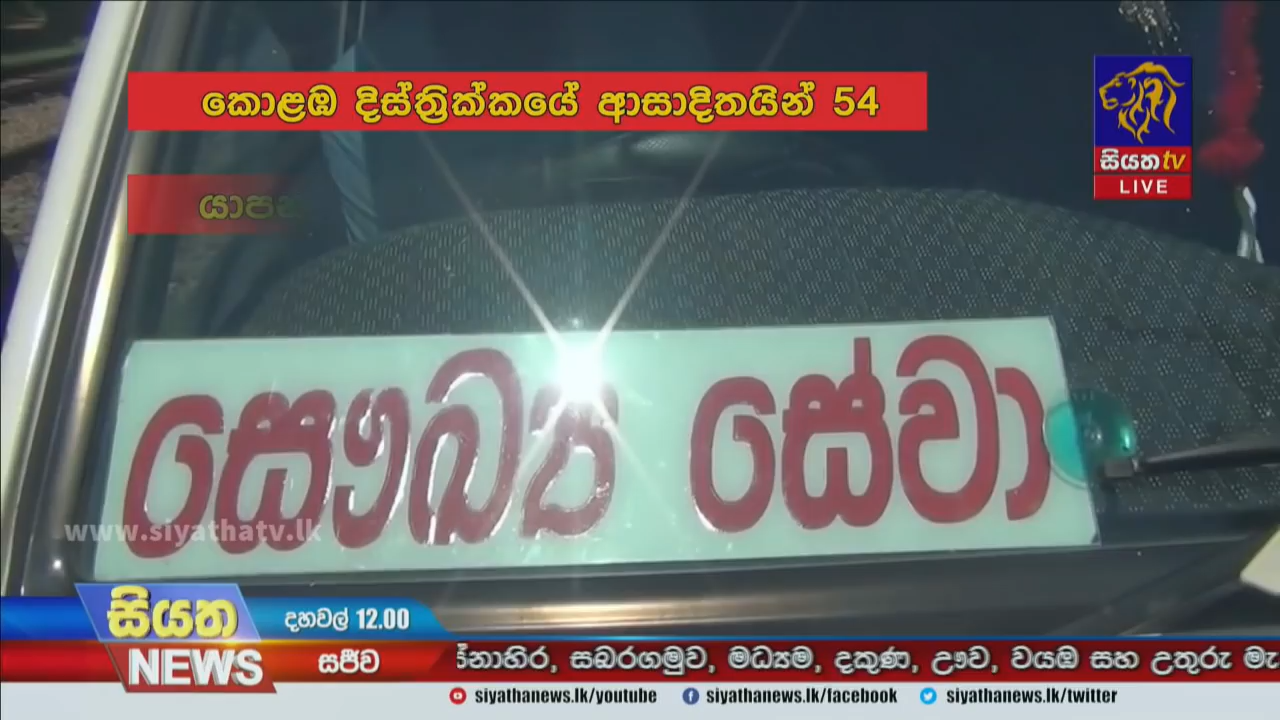 කොළඹ දිස්ත්‍රික්කයේ ආසාදිතයින් 54
සියත tv
LIVE
සෞඛ්‍ය සේවා
www.siyathatv.lk
සියත
NEWS
දහවල් 12.00
සජීව
සබරගමුව, මධ්‍යම, දකුණ, ඌව, වයඹ සහ උතුරු
siyathanews.lk/youtube
siyathanews.lk/facebook
siyathanews.lk/twitter